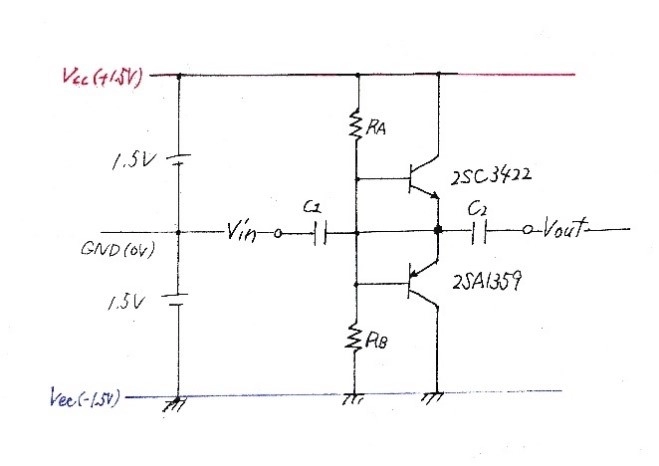 Vcc(+1.5V)
RA
1.5V
2SC3422
C1
C2
Vin
Vout
GND(0V)
1.5V
2SA1359
RB
Vee(-1.5V)